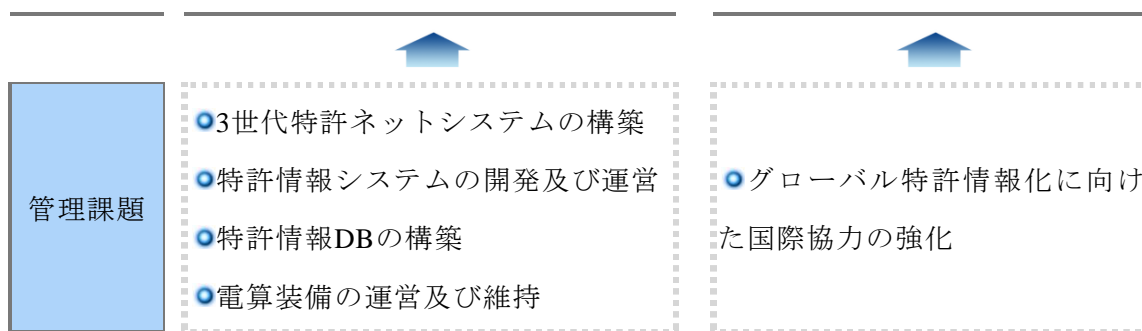 管理課題
3世代特許ネットシステムの構築
特許情報システムの開発及び運営
特許情報DBの構築
電算装備の運営及び維持
グローバル特許情報化に向け
た国際協力の強化